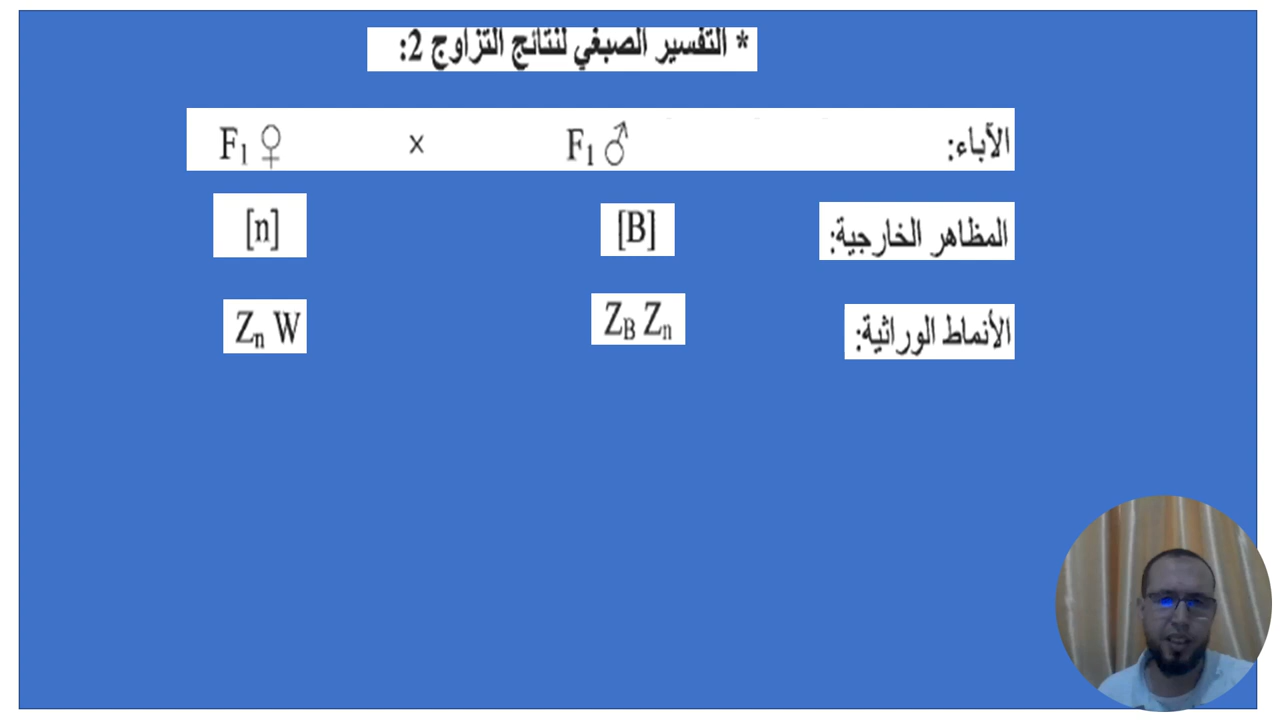 * التفسير الصبغي لنتائج التزاوج 2:
الآباء: F₁ ♂ × F₁ ♀
المظاهر الخارجية: [B] [n]
الأنماط الوراثية: Z_B Z_n Z_n W